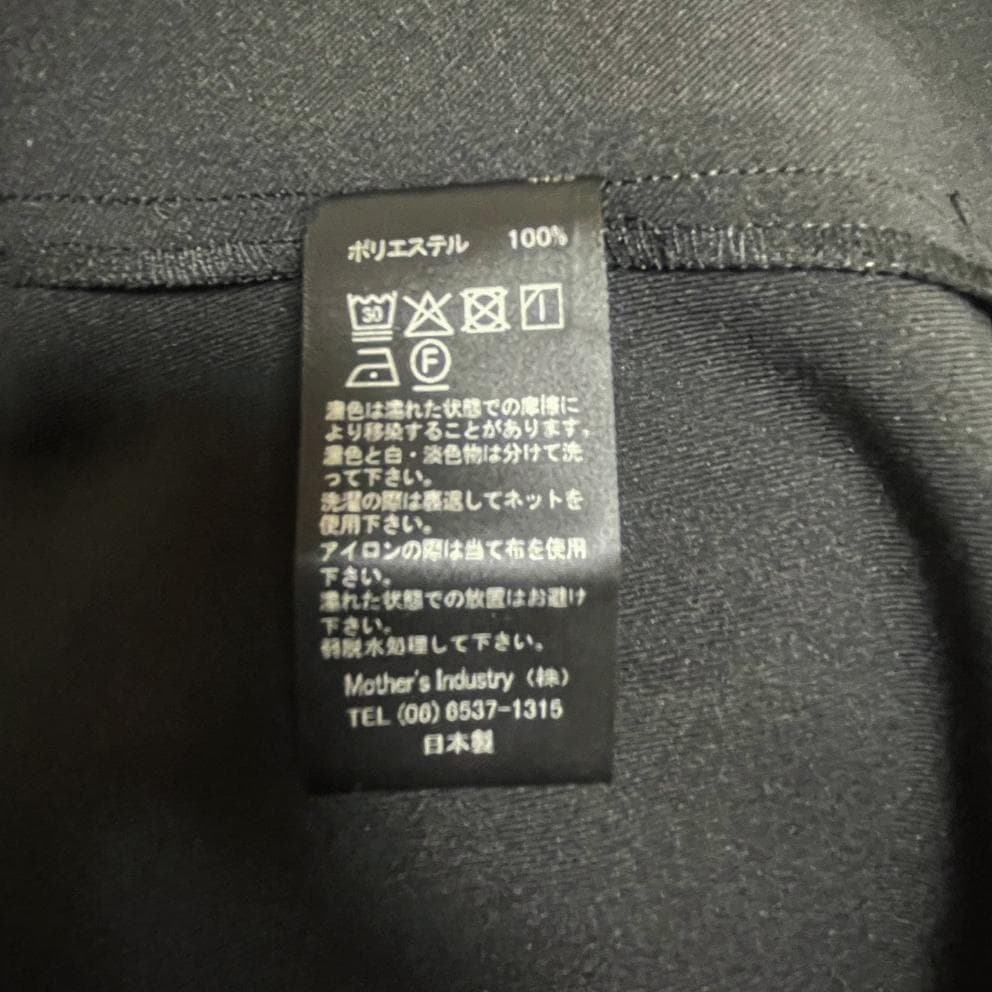 ポリエステル 100%
30
F
濃色は濡れた状態での摩擦に
より移染することがあります。
濃色と白・淡色物は分けて洗
って下さい。
洗濯の際は裏返してネットを
使用下さい。
アイロンの際は当て布を使用
下さい。
濡れた状態での放置はお避け
下さい。
弱脱水処理して下さい。
Mother's Industry (株)
TEL (06) 6537-1315
日本製